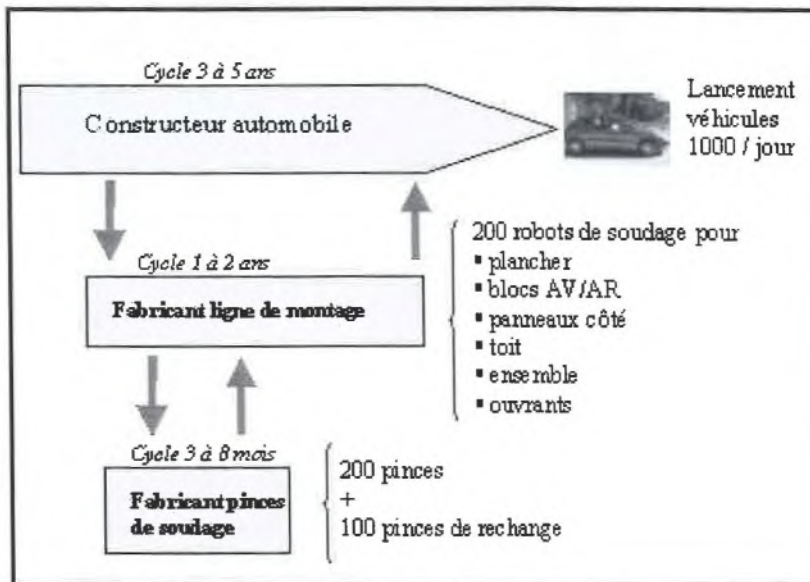 Cycle 3 à 5 ans
Constructeur automobile
Lancement
véhicules
1000 / jour
Cycle 1 à 2 ans
Fabricant ligne de montage
200 robots de soudage pour
▪ plancher
▪ blocs AV/AR
▪ panneaux côté
▪ toit
▪ ensemble
▪ ouvrants
Cycle 3 à 8 mois
Fabricant pinces
de soudage
200 pinces
+
100 pinces de rechange